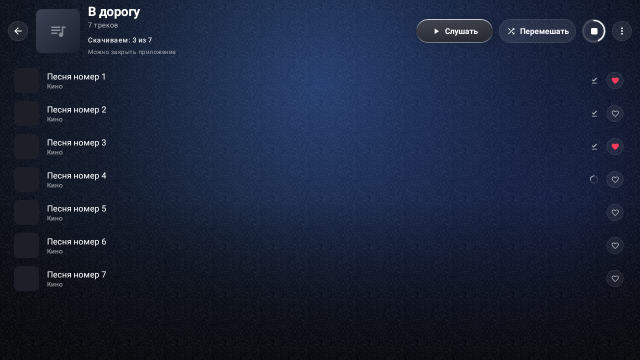 В дорогу
7 треков
Скачиваем: 3 из 7
Можно закрыть приложение
Слушать
Перемешать
Песня номер 1
Кино
Песня номер 2
Кино
Песня номер 3
Кино
Песня номер 4
Кино
Песня номер 5
Кино
Песня номер 6
Кино
Песня номер 7
Кино